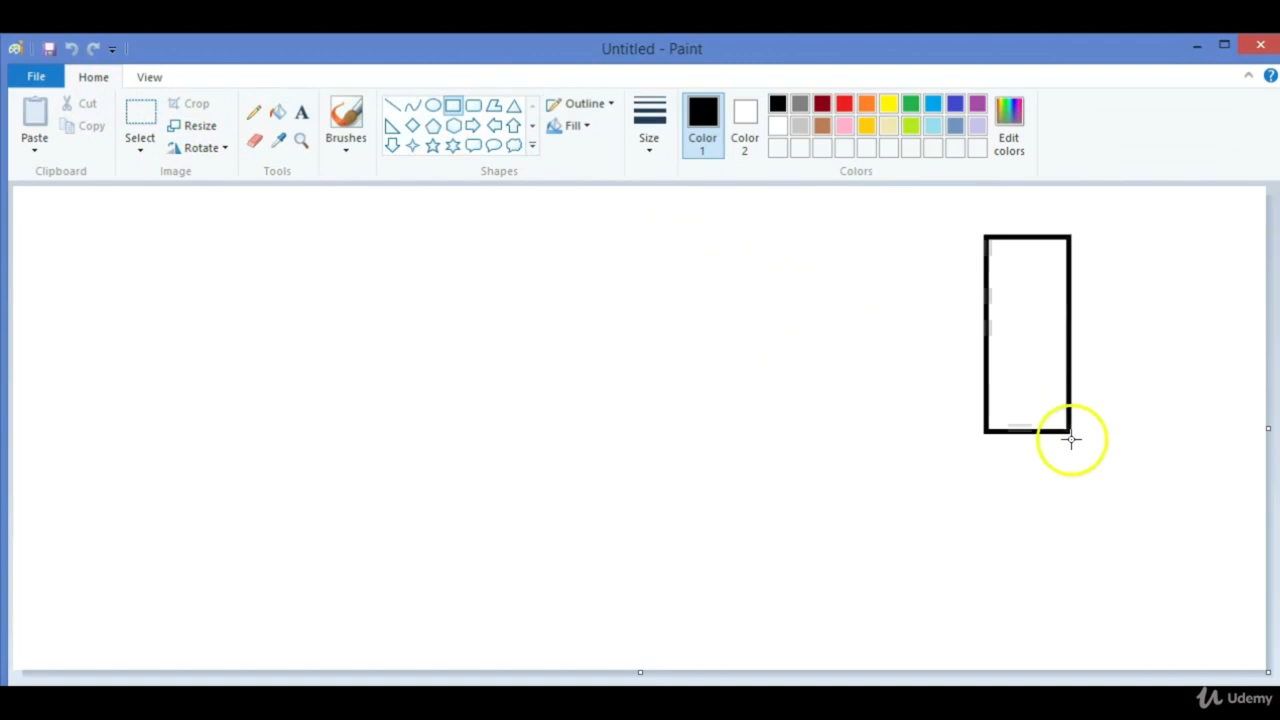 Untitled - Paint
File Home View
Paste
Cut
Copy
Clipboard
Select
Crop
Resize
Rotate
Image
A
Tools
Brushes
Shapes
Outline
Fill
Size
Color 1
Color 2
Edit colors
Colors
Udemy